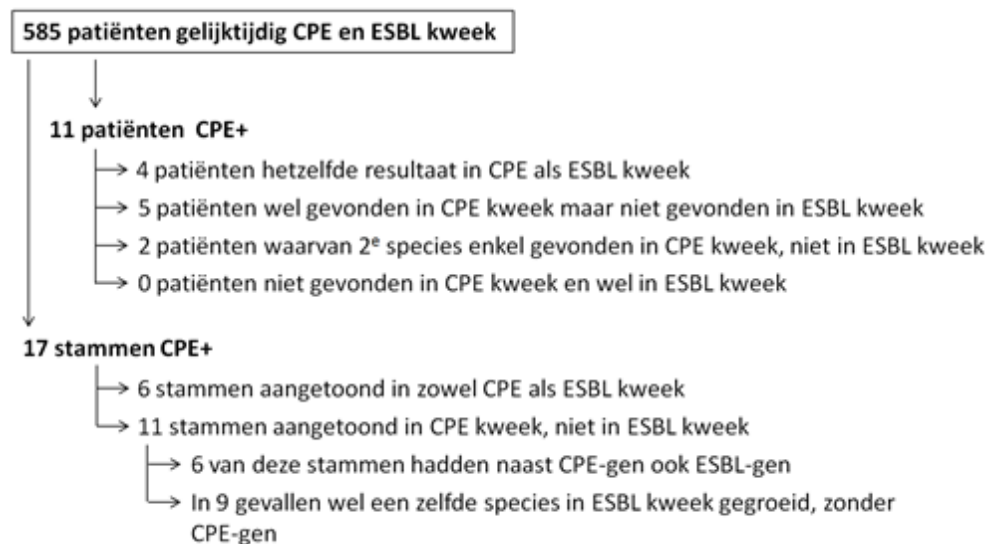 585 patiënten gelijktijdig CPE en ESBL kweek
11 patiënten CPE+
4 patiënten hetzelfde resultaat in CPE als ESBL kweek
5 patiënten wel gevonden in CPE kweek maar niet gevonden in ESBL kweek
2 patiënten waarvan 2e species enkel gevonden in CPE kweek, niet in ESBL kweek
0 patiënten niet gevonden in CPE kweek en wel in ESBL kweek
17 stammen CPE+
6 stammen aangetoond in zowel CPE als ESBL kweek
11 stammen aangetoond in CPE kweek, niet in ESBL kweek
6 van deze stammen hadden naast CPE-gen ook ESBL-gen
In 9 gevallen wel een zelfde species in ESBL kweek gegroeid, zonder
CPE-gen